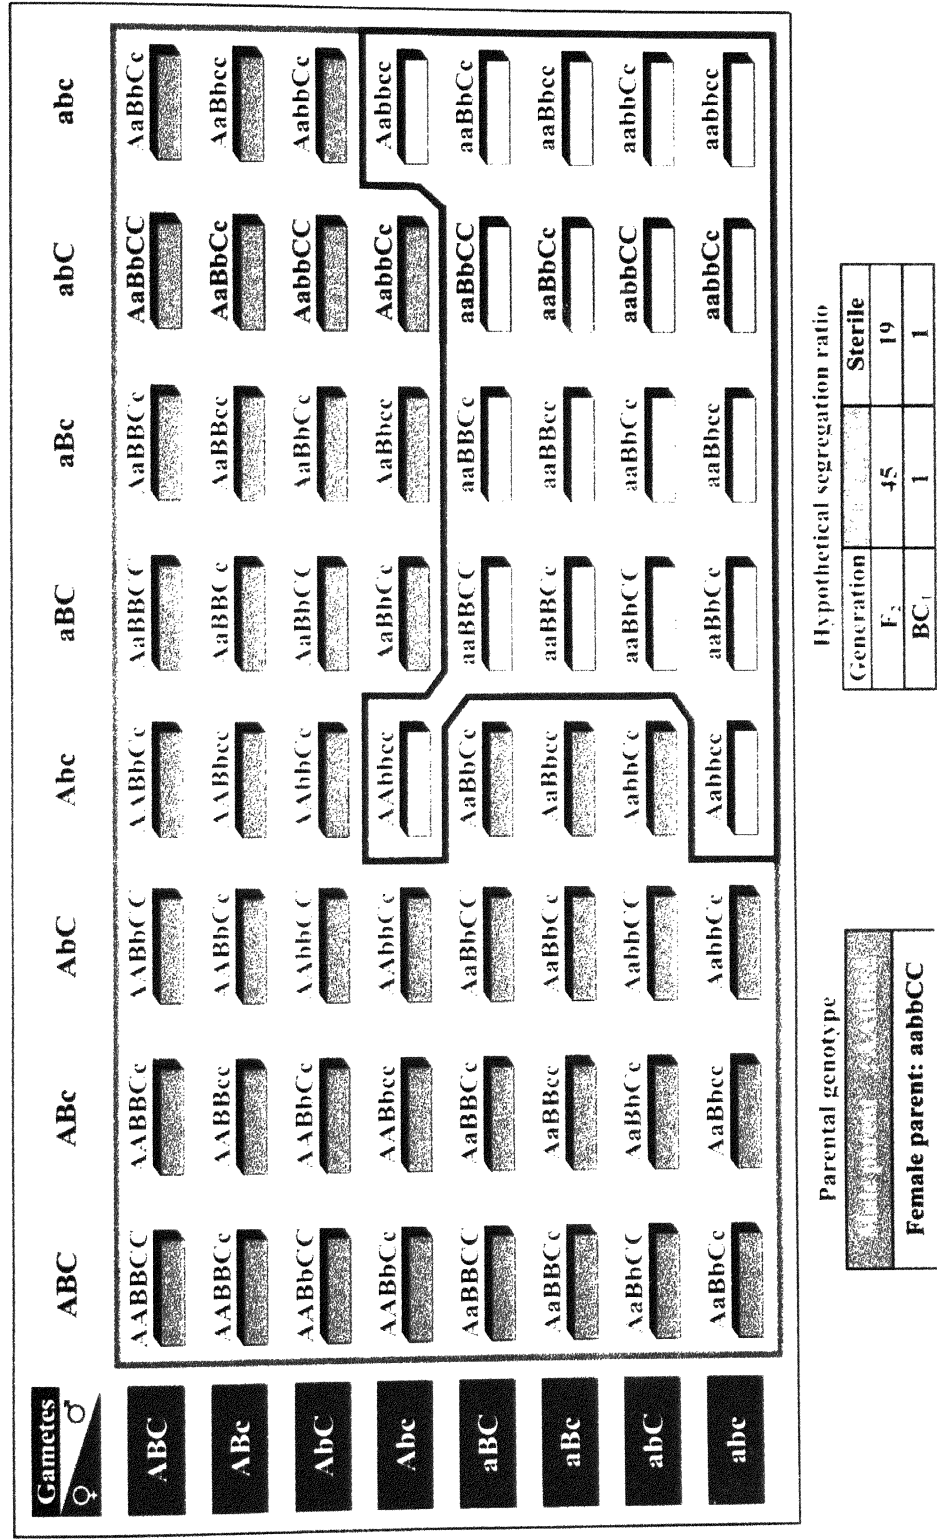 Gametes ABC ABc AbC Abc aBC aBc abC abc
♀ ♂
ABC AABBCC AABBCc AABbCC AABbCc AaBBCC AaBBCc AaBbCC AaBbCc
ABc AABBCc AABBcc AABbCc AABbcc AaBBCc AaBBcc AaBbCc AaBbcc
AbC AABbCC AABbCc AAbbCC AAbbCc AaBbCC AaBbCc AabbCC AabbCc
Abc AABbCc AABbcc AAbbCc AAbbcc AaBbCc AaBbcc AabbCc Aabbcc
aBC AaBBCC AaBBCc AaBbCC AaBbCc aaBBCC aaBBCc aaBbCC aaBbCc
aBc AaBBCc AaBBcc AaBbCc AaBbcc aaBBCc aaBBcc aaBbCc aaBbcc
abC AaBbCC AaBbCc AabbCC AabbCc aaBbCC aaBbCc aabbCC aabbCc
abc AaBbCc AaBbcc AabbCc Aabbcc aaBbCc aaBbcc aabbCc aabbcc
Parental genotype
Female parent: aabbCC
Hypothetical segregation ratio
Generation Sterile
F2 45 19
BC1 1 1